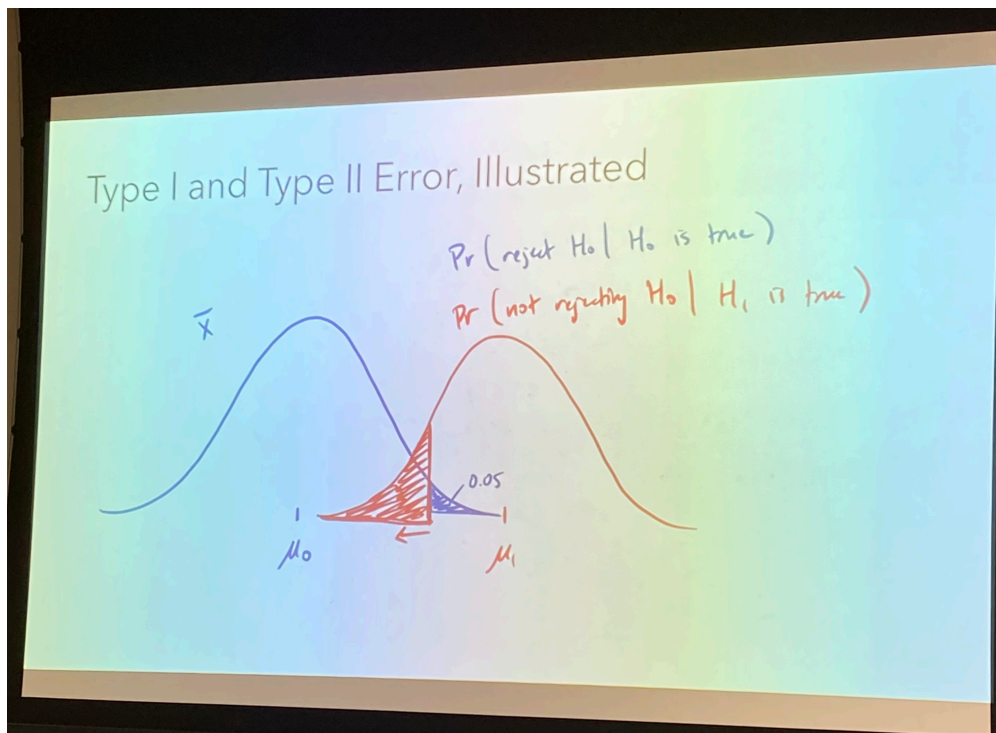 Type I and Type II Error, Illustrated
Pr (reject H₀ | H₀ is true)
Pr (not rejecting H₀ | H₁ is true)
x̄
0.05
μ₀
μ₁